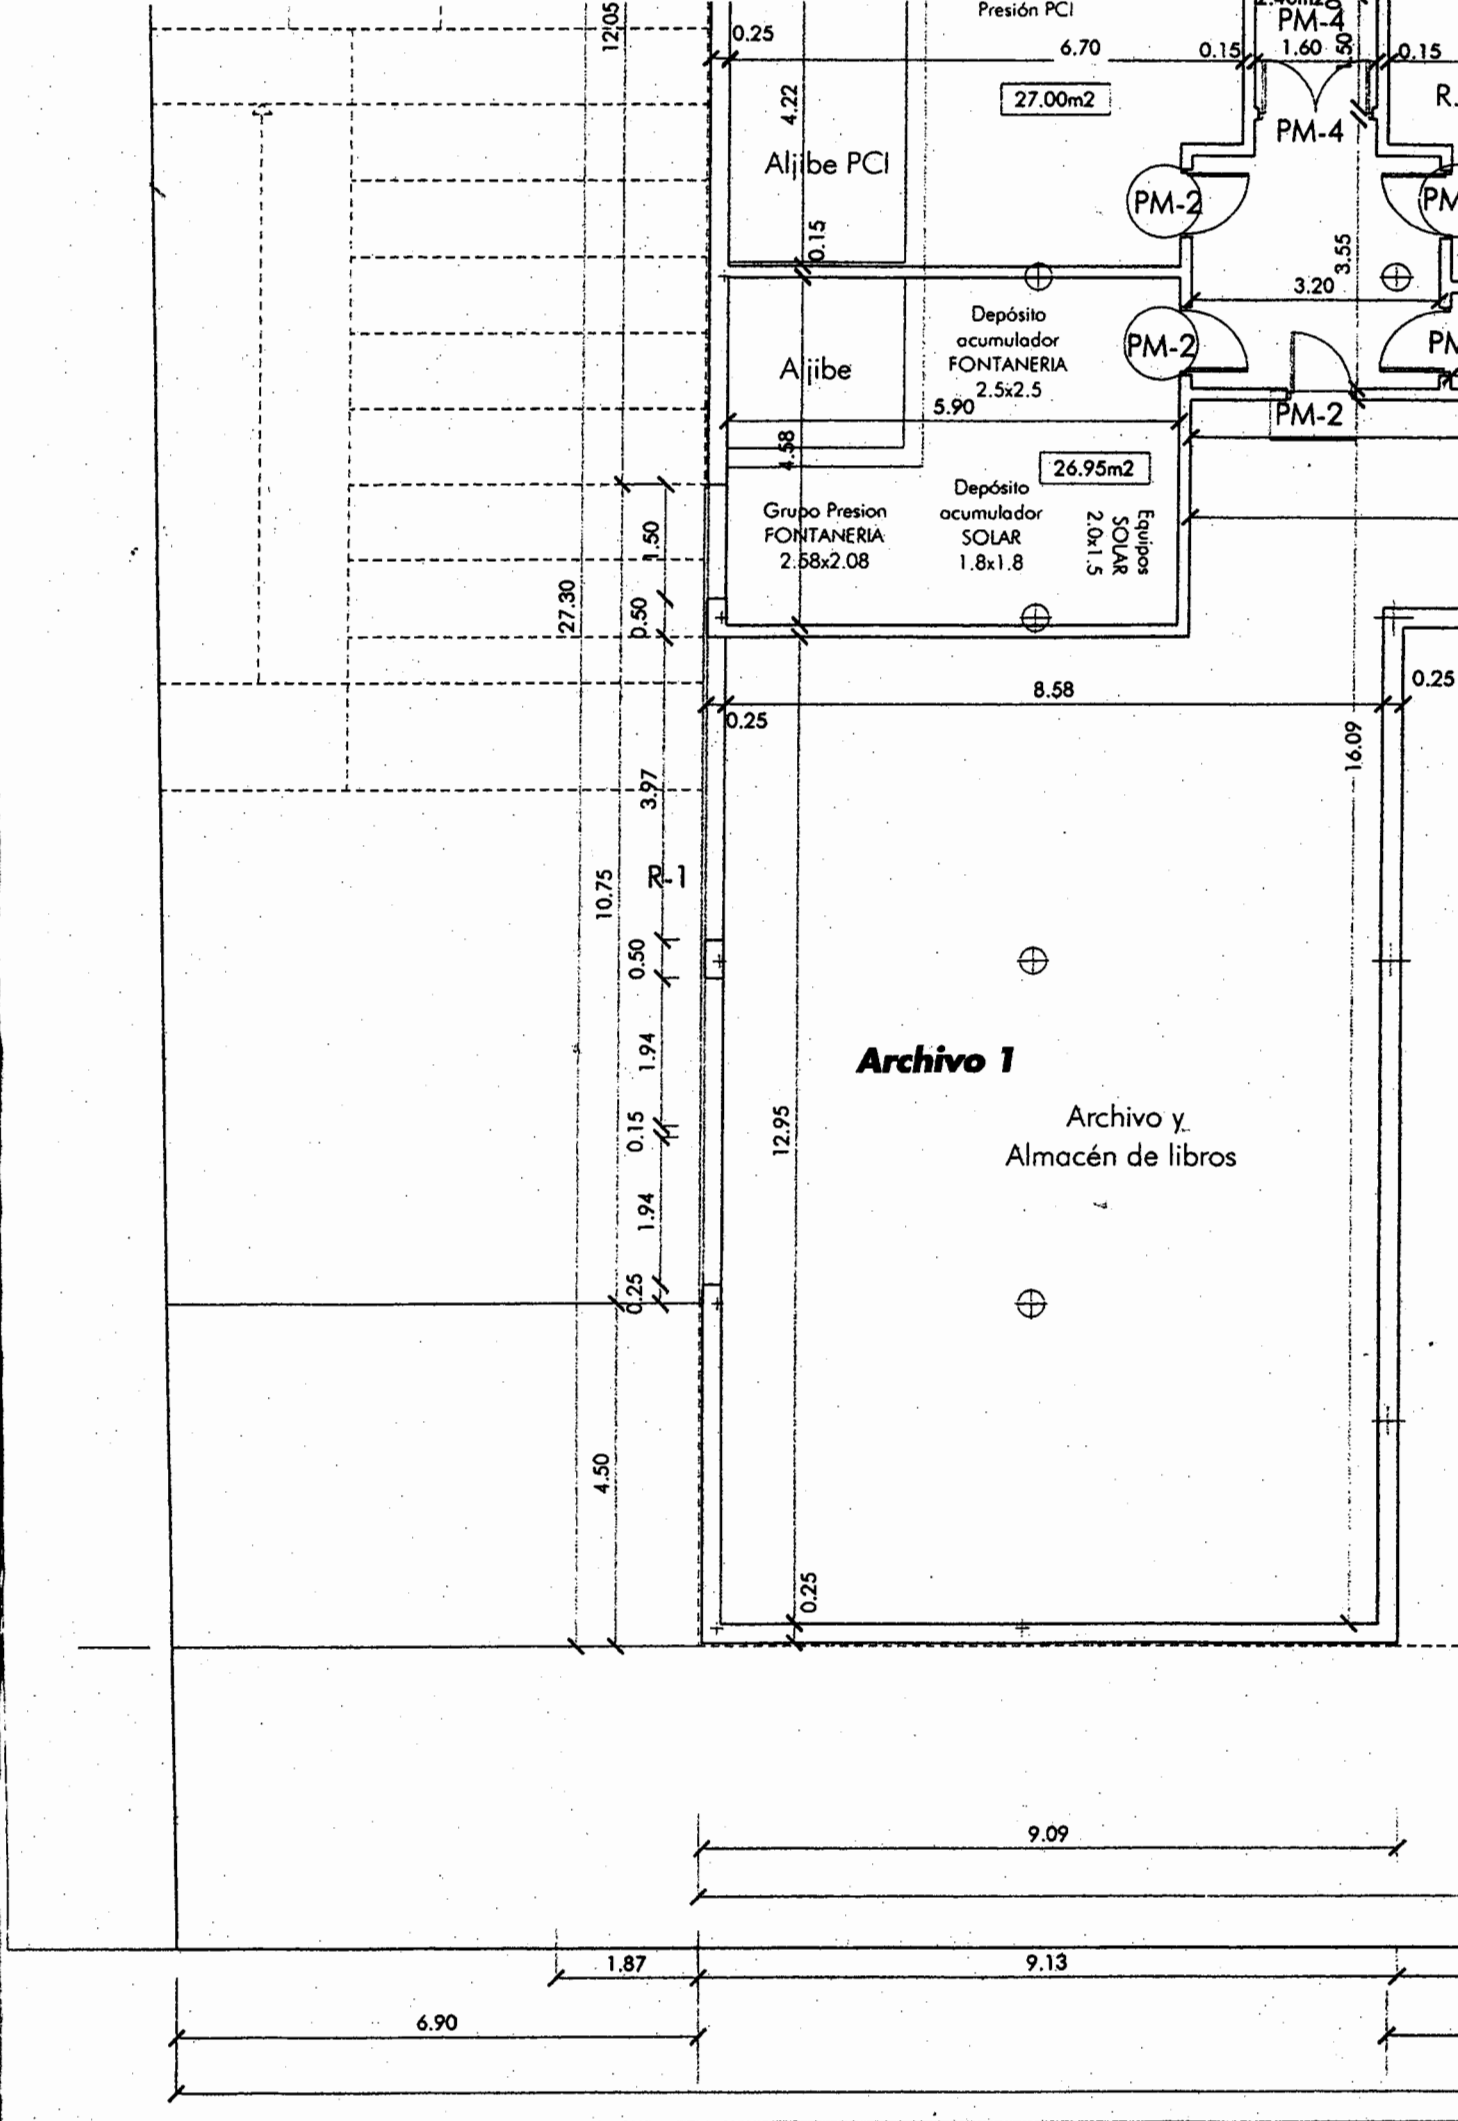 Presión PCI
PM-4
12.05
0.25
6.70
0.15
1.60
1.50
0.15
4.22
27.00m2
R.
PM-4
Aljibe PCI
PM-2
PM
0.15
3.55
3.20
Depósito
acumulador
FONTANERIA
2.5x2.5
Aljibe
PM-2
PM
5.90
PM-2
4.58
26.95m2
Grupo Presion
FONTANERIA
2.58x2.08
Depósito
acumulador
SOLAR
1.8x1.8
Equipos
SOLAR
2.0x1.5
1.50
27.30
0.50
8.58
0.25
0.25
16.09
3.97
R-1
10.75
0.50
1.94
Archivo 1
Archivo y
Almacén de libros
12.95
0.15
1.94
0.25
4.50
0.25
9.09
1.87
9.13
6.90